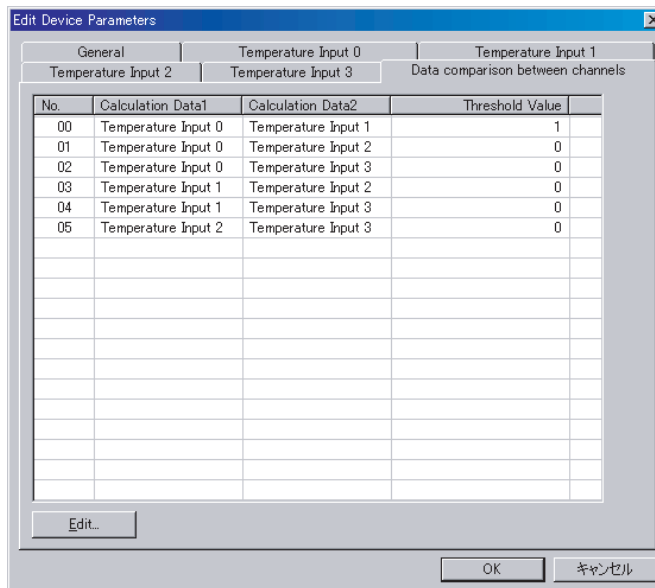 Edit Device Parameters
General Temperature Input 0 Temperature Input 1
Temperature Input 2 Temperature Input 3 Data comparison between channels
No. Calculation Data1 Calculation Data2 Threshold Value
00 Temperature Input 0 Temperature Input 1 1
01 Temperature Input 0 Temperature Input 2 0
02 Temperature Input 0 Temperature Input 3 0
03 Temperature Input 1 Temperature Input 2 0
04 Temperature Input 1 Temperature Input 3 0
05 Temperature Input 2 Temperature Input 3 0
Edit...
OK キャンセル